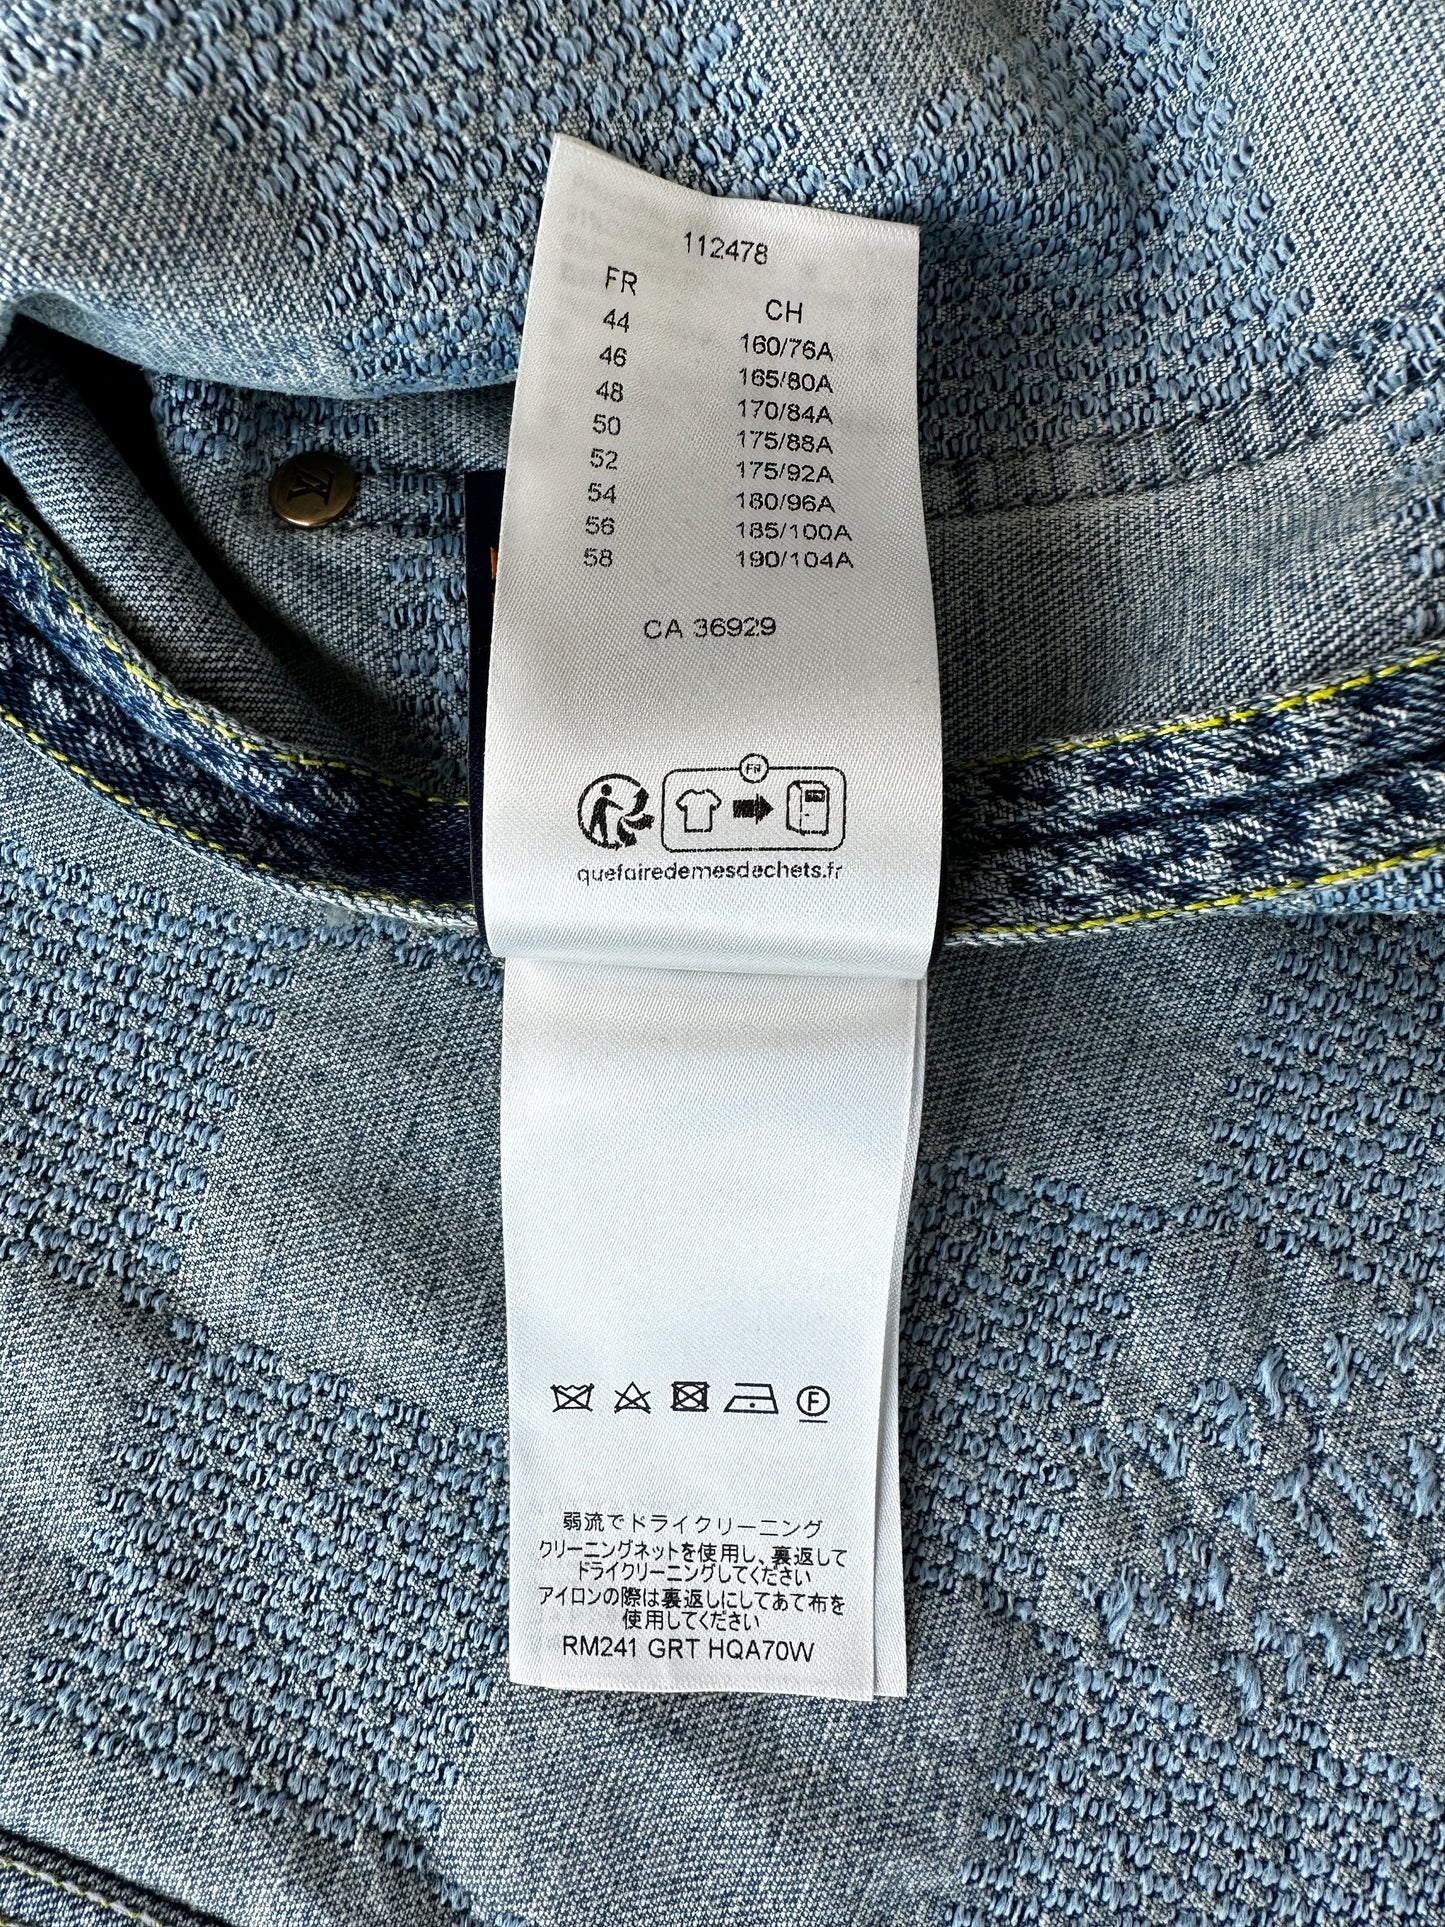 112478
FR CH
44 160/76A
46 165/80A
48 170/84A
50 175/88A
52 175/92A
54 180/96A
56 185/100A
58 190/104A
CA 36929
FR
quefairedemesdechets.fr
F
弱流でドライクリーニング
クリーニングネットを使用し、裏返して
ドライクリーニングしてください
アイロンの際は裏返しにしてあて布を
使用してください
RM241 GRT HQA70W
LV